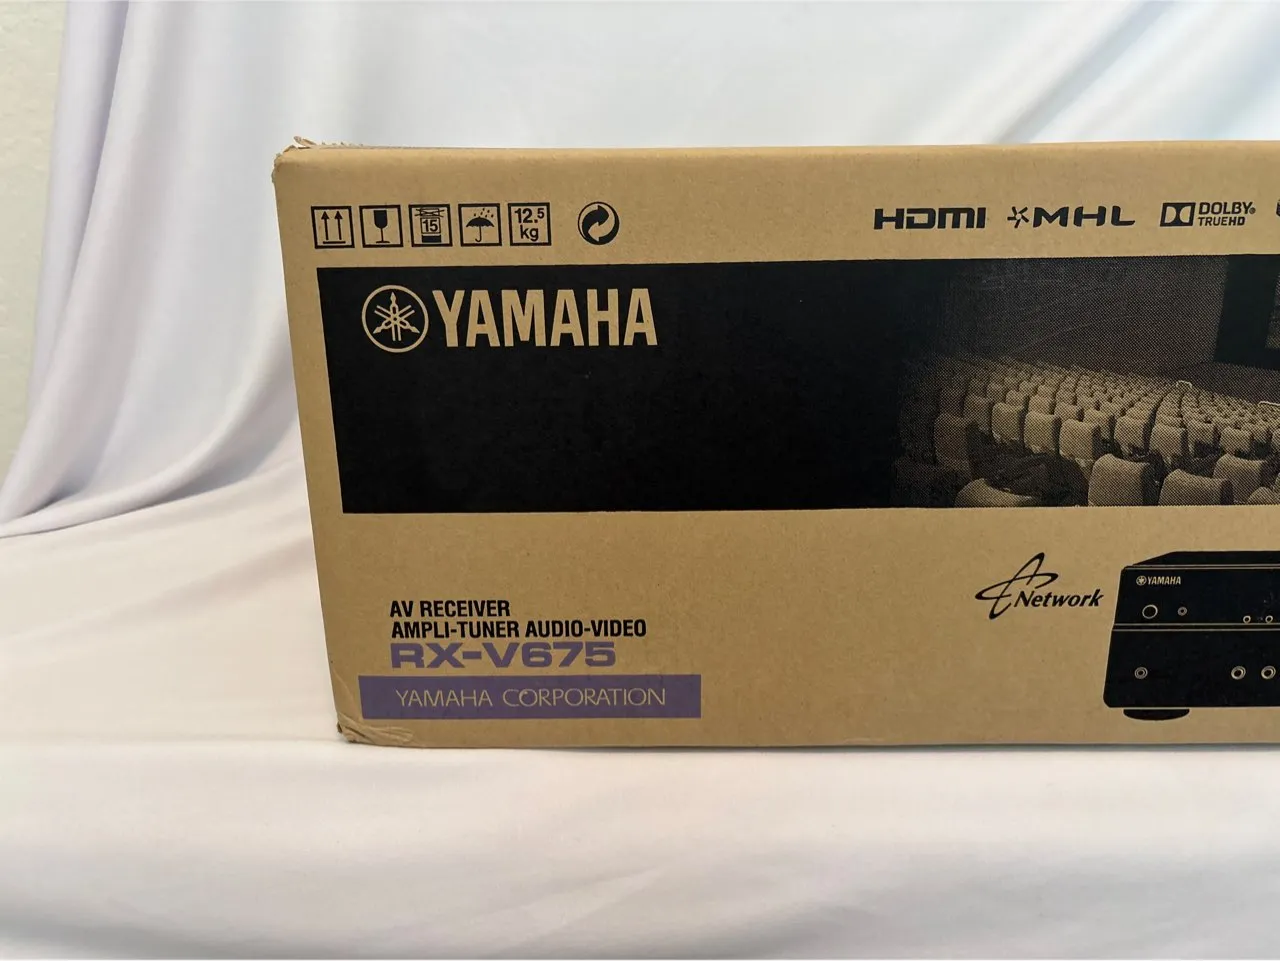 15
12.5
kg
HDMI
MHL
DOLBY®
TRUEHD
YAMAHA
Network
YAMAHA
AV RECEIVER
AMPLI-TUNER AUDIO-VIDEO
RX-V675
YAMAHA CORPORATION